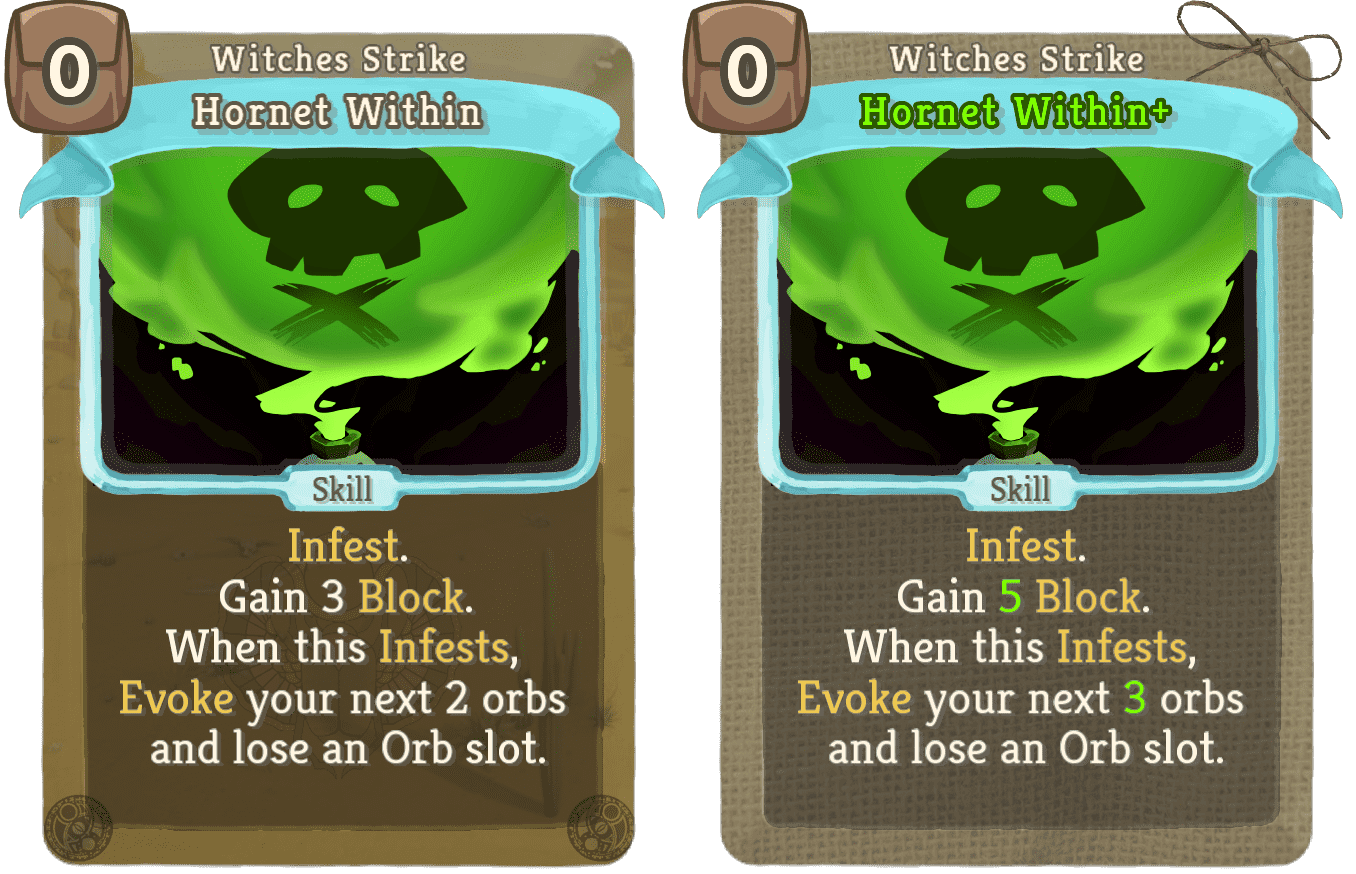 0
Witches Strike
Hornet Within
Skill
Infest.
Gain 3 Block.
When this Infests,
Evoke your next 2 orbs
and lose an Orb slot.
0
Witches Strike
Hornet Within+
Skill
Infest.
Gain 5 Block.
When this Infests,
Evoke your next 3 orbs
and lose an Orb slot.